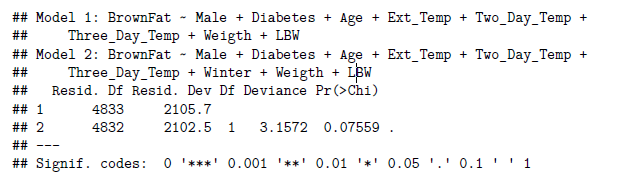 ## Model 1: BrownFat ~ Male + Diabetes + Age + Ext_Temp + Two_Day_Temp +
##     Three_Day_Temp + Weigth + LBW
## Model 2: BrownFat ~ Male + Diabetes + Age + Ext_Temp + Two_Day_Temp +
##     Three_Day_Temp + Winter + Weigth + LBW
##   Resid. Df Resid. Dev Df Deviance Pr(>Chi)
## 1      4833     2105.7
## 2      4832     2102.5  1   3.1572  0.07559 .
## ---
## Signif. codes:  0 '***' 0.001 '**' 0.01 '*' 0.05 '.' 0.1 ' ' 1